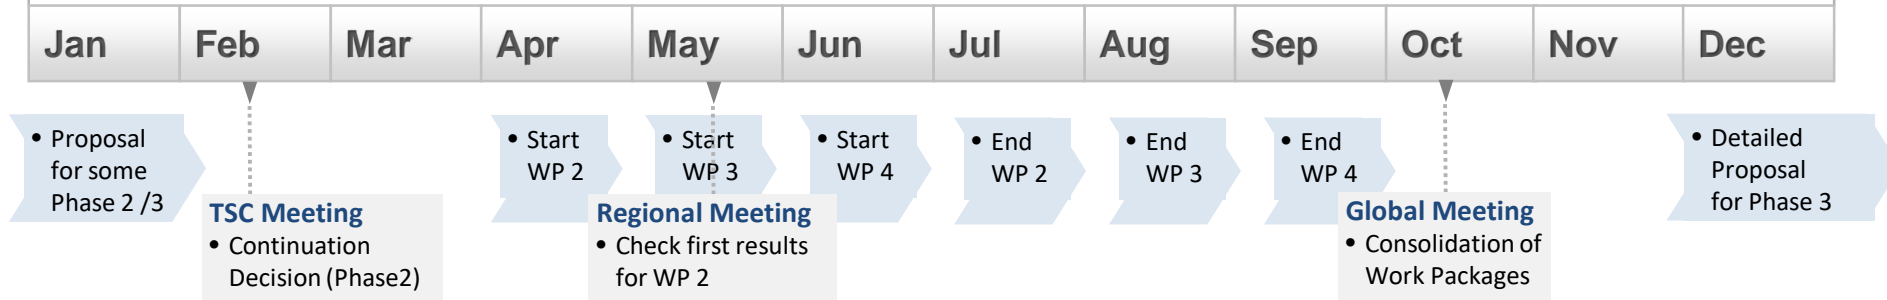 Jan Feb Mar Apr May Jun Jul Aug Sep Oct Nov Dec
• Proposal
for some
Phase 2 /3
TSC Meeting
• Continuation
Decision (Phase2)
• Start
WP 2
• Start
WP 3
Regional Meeting
• Check first results
for WP 2
• Start
WP 4
• End
WP 2
• End
WP 3
• End
WP 4
Global Meeting
• Consolidation of
Work Packages
• Detailed
Proposal
for Phase 3